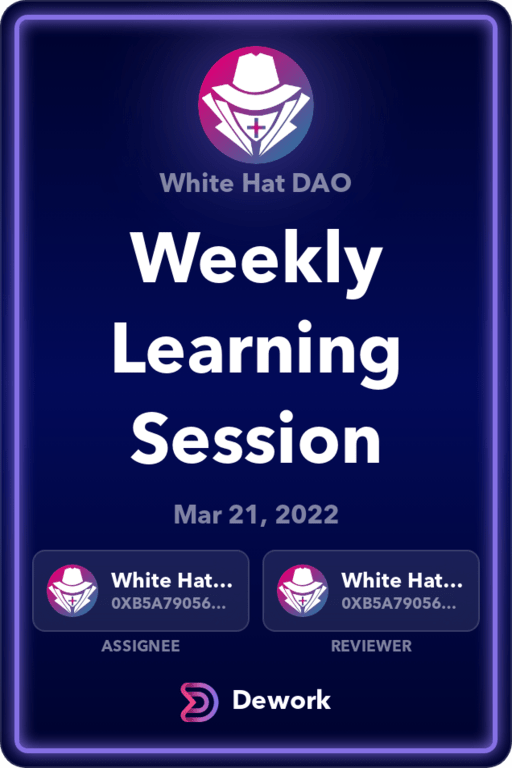 White Hat DAO
Weekly
Learning
Session
Mar 21, 2022
White Hat...
0XB5A79056...
ASSIGNEE
White Hat...
0XB5A79056...
REVIEWER
Dework